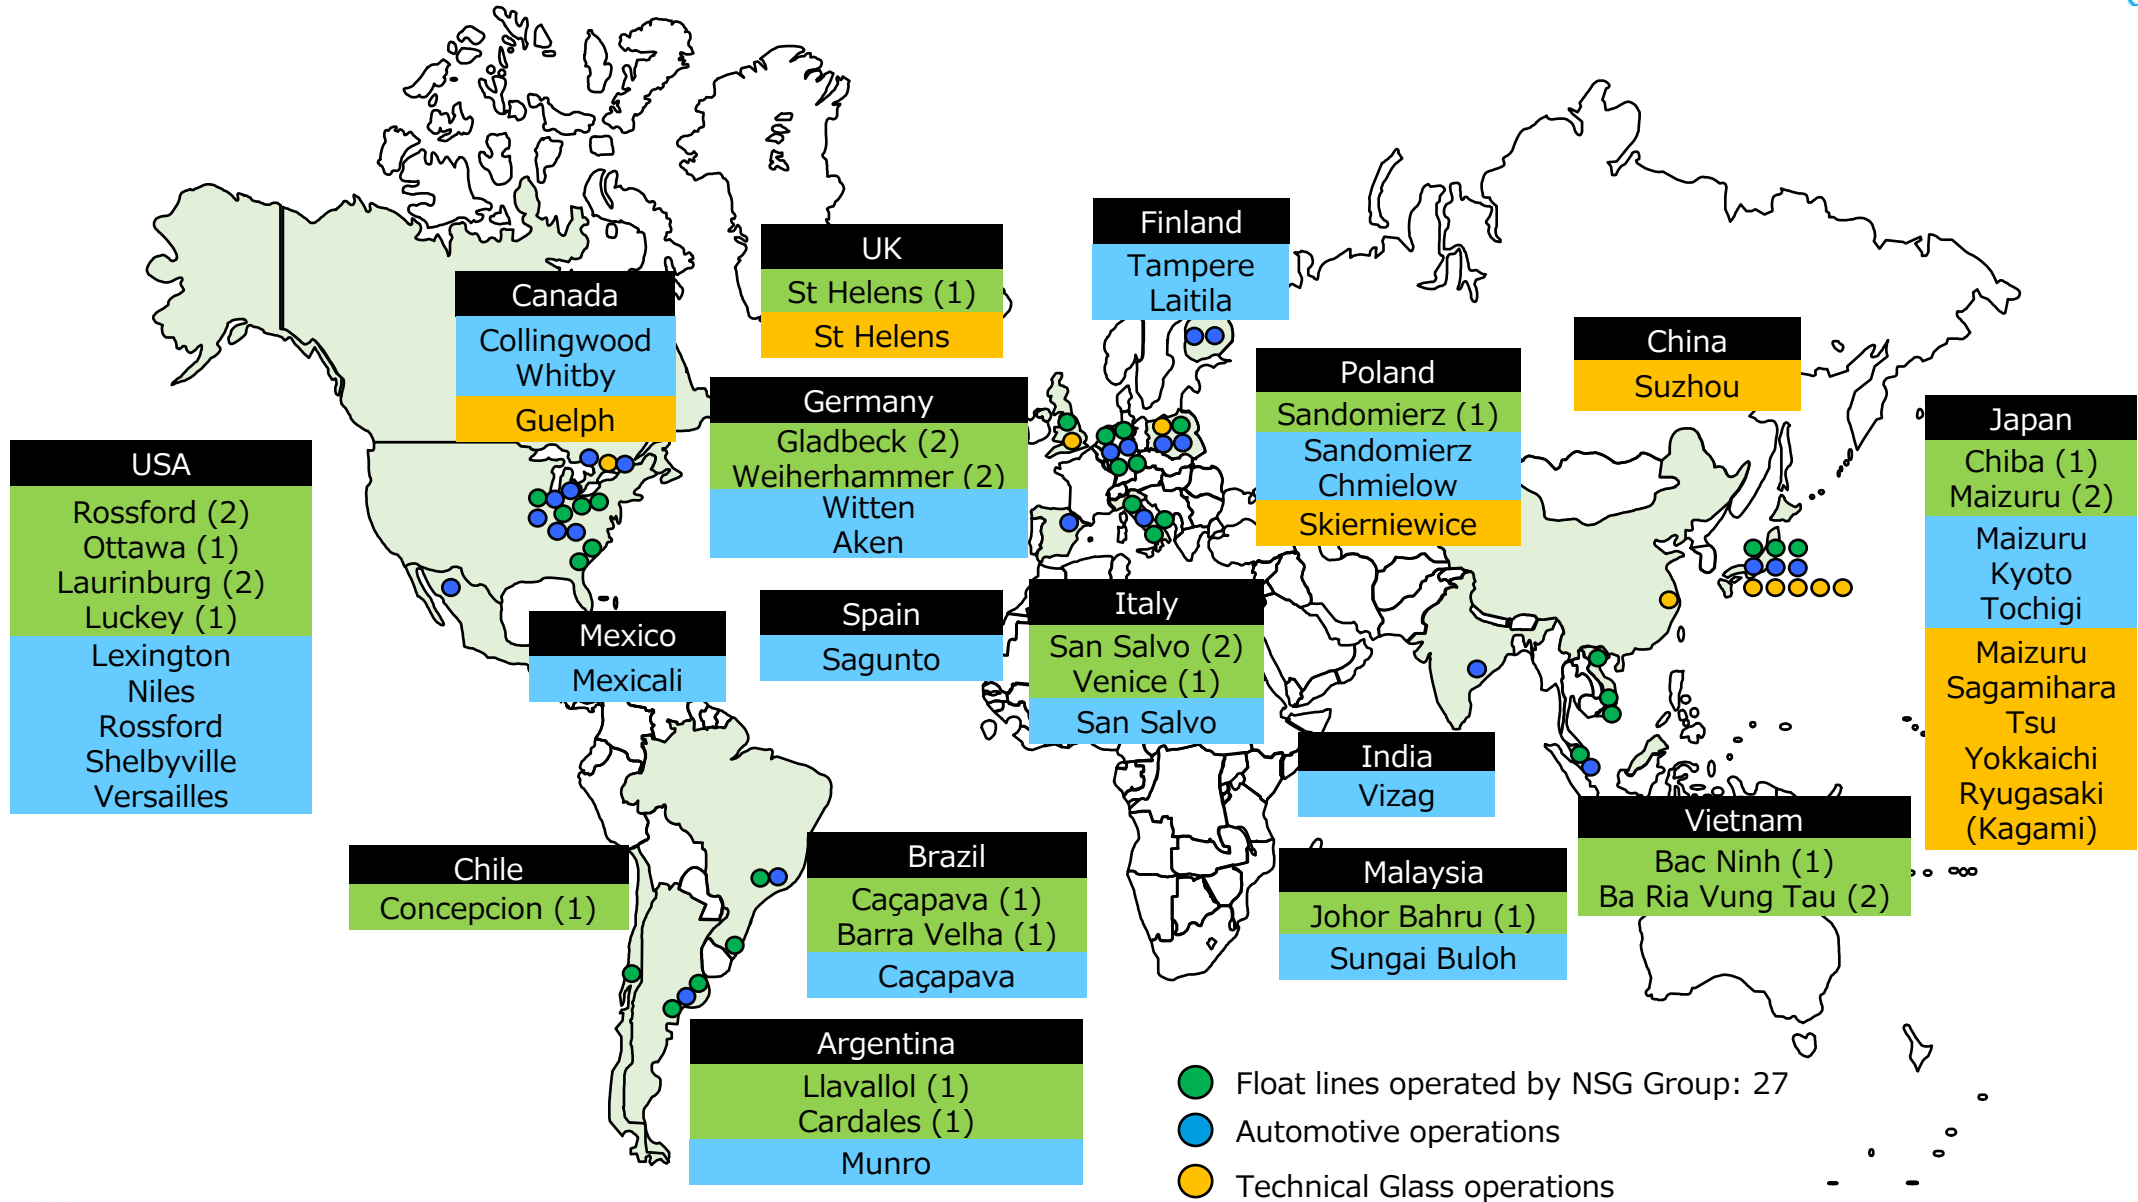 Canada
Collingwood
Whitby
Guelph
USA
Rossford (2)
Ottawa (1)
Laurinburg (2)
Luckey (1)
Lexington
Niles
Rossford
Shelbyville
Versailles
Mexico
Mexicali
UK
St Helens (1)
St Helens
Germany
Gladbeck (2)
Weiherhammer (2)
Witten
Aken
Spain
Sagunto
Finland
Tampere
Laitila
Poland
Sandomierz (1)
Sandomierz
Chmielow
Skierniewice
Italy
San Salvo (2)
Venice (1)
San Salvo
China
Suzhou
Japan
Chiba (1)
Maizuru (2)
Maizuru
Kyoto
Tochigi
Maizuru
Sagamihara
Tsu
Yokkaichi
Ryugasaki
(Kagami)
India
Vizag
Vietnam
Bac Ninh (1)
Ba Ria Vung Tau (2)
Malaysia
Johor Bahru (1)
Sungai Buloh
Chile
Concepcion (1)
Brazil
Caçapava (1)
Barra Velha (1)
Caçapava
Argentina
Llavallol (1)
Cardales (1)
Munro
Float lines operated by NSG Group: 27
Automotive operations
Technical Glass operations